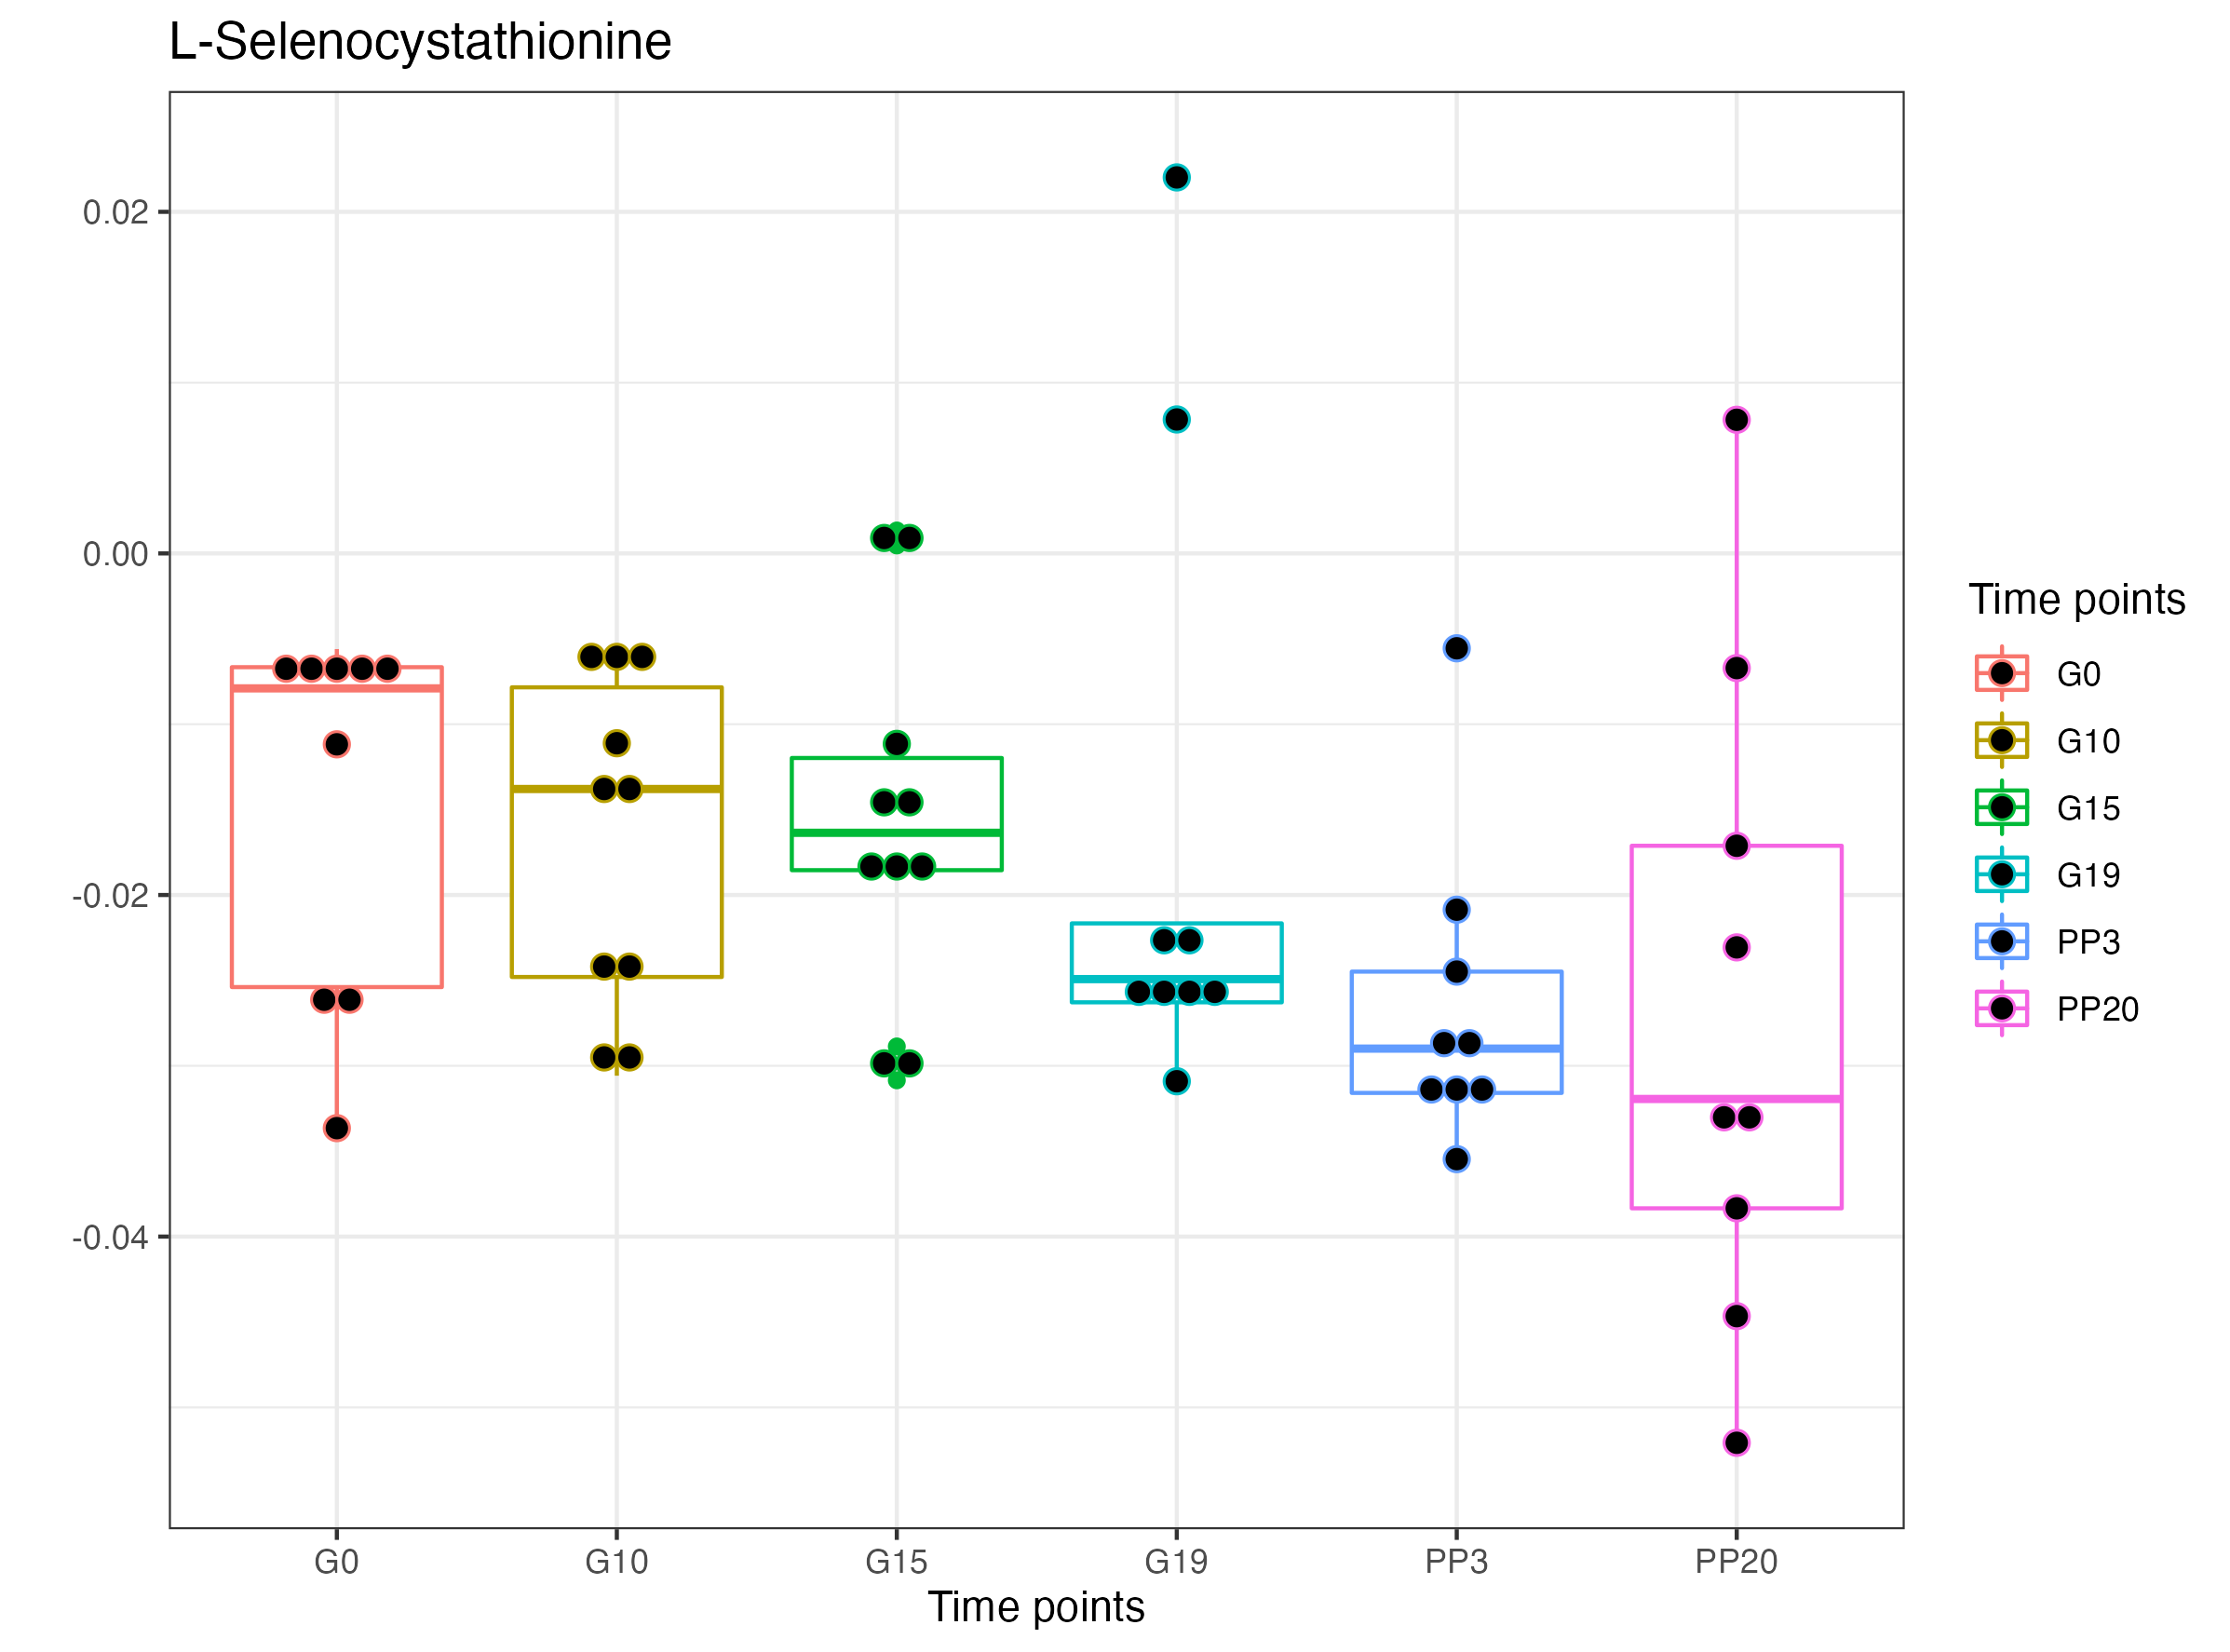 L-Selenocystathionine
0.02
0.00
-0.02
-0.04
G0 G10 G15 G19 PP3 PP20
Time points
Time points
G0
G10
G15
G19
PP3
PP20